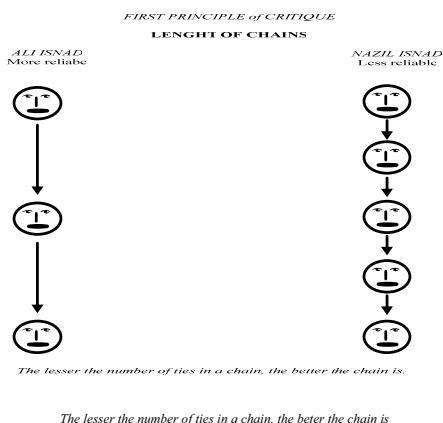 FIRST PRINCIPLE of CRITIQUE
LENGHT OF CHAINS
ALI ISNAD
More reliabe
NAZIL ISNAD
Less reliable
The lesser the number of ties in a chain, the better the chain is.
The lesser the number of ties in a chain. the beter the chain is